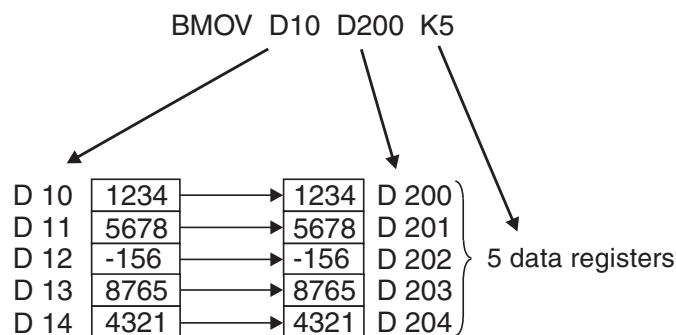 BMOV D10 D200 K5
D 10 1234 1234 D 200
D 11 5678 5678 D 201
D 12 -156 -156 D 202 5 data registers
D 13 8765 8765 D 203
D 14 4321 4321 D 204